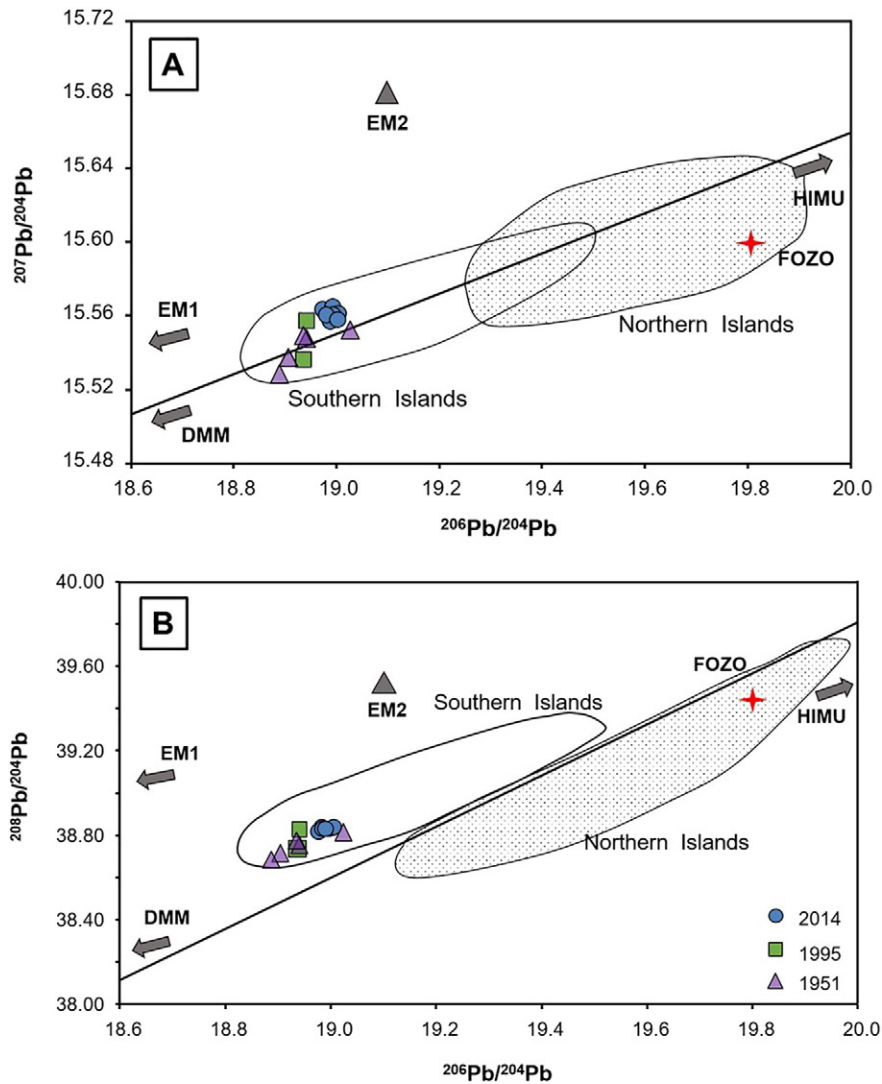 15.72
15.68
15.64
15.60
15.56
15.52
15.48
²⁰⁷Pb/²⁰⁴Pb
A
EM2
HIMU
FOZO
EM1
Northern Islands
Southern Islands
DMM
18.6 18.8 19.0 19.2 19.4 19.6 19.8 20.0
²⁰⁶Pb/²⁰⁴Pb
40.00
39.60
39.20
38.80
38.40
38.00
²⁰⁸Pb/²⁰⁴Pb
B
FOZO
EM2
Southern Islands
HIMU
EM1
Northern Islands
DMM
2014
1995
1951
18.6 18.8 19.0 19.2 19.4 19.6 19.8 20.0
²⁰⁶Pb/²⁰⁴Pb